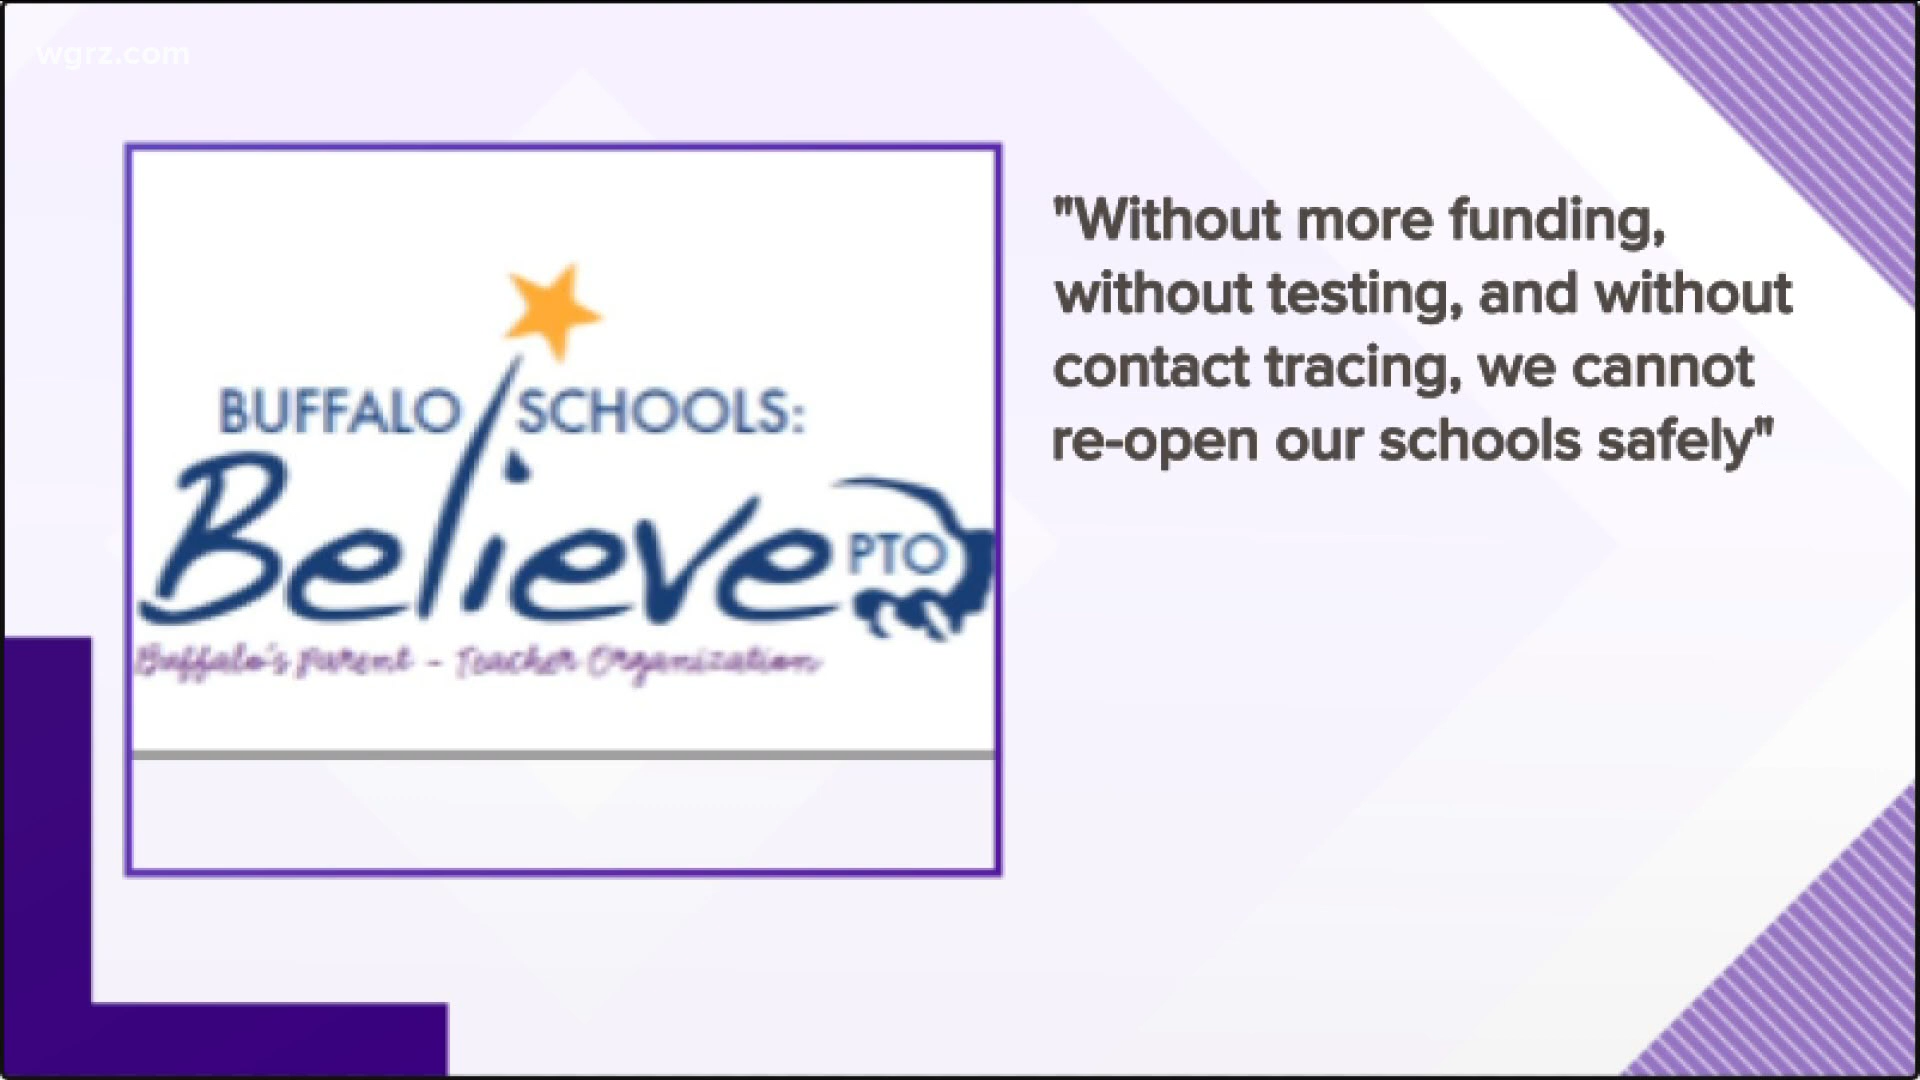 wgrz.com
BUFFALO SCHOOLS:
Believe PTO
Buffalo's Parent - Teacher Organization
"Without more funding,
without testing, and without
contact tracing, we cannot
re-open our schools safely"